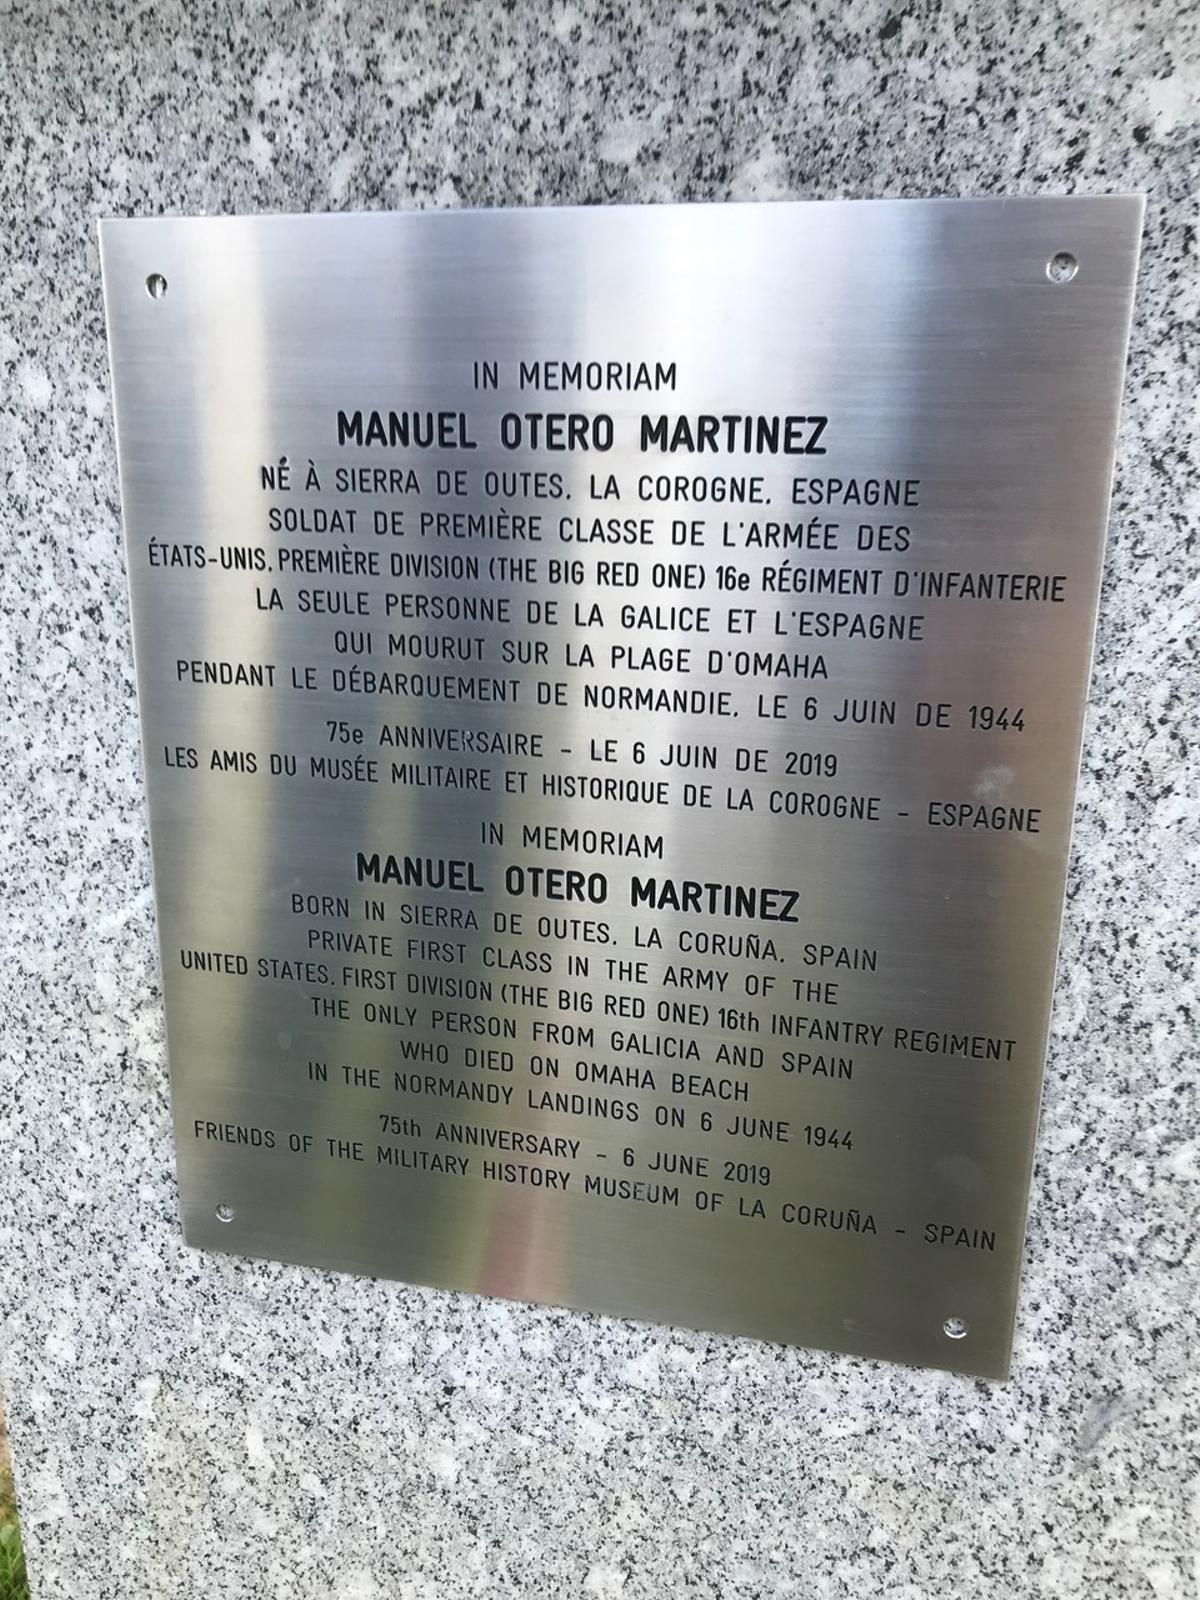 IN MEMORIAM
MANUEL OTERO MARTINEZ
NÉ À SIERRA DE OUTES, LA COROGNE, ESPAGNE
SOLDAT DE PREMIÈRE CLASSE DE L'ARMÉE DES
ÉTATS-UNIS, PREMIÈRE DIVISION (THE BIG RED ONE) 16e RÉGIMENT D'INFANTERIE
LA SEULE PERSONNE DE LA GALICE ET L'ESPAGNE
QUI MOURUT SUR LA PLAGE D'OMAHA
PENDANT LE DÉBARQUEMENT DE NORMANDIE, LE 6 JUIN DE 1944
75e ANNIVERSAIRE - LE 6 JUIN DE 2019
LES AMIS DU MUSÉE MILITAIRE ET HISTORIQUE DE LA COROGNE - ESPAGNE
IN MEMORIAM
MANUEL OTERO MARTINEZ
BORN IN SIERRA DE OUTES, LA CORUÑA, SPAIN
PRIVATE FIRST CLASS IN THE ARMY OF THE
UNITED STATES, FIRST DIVISION (THE BIG RED ONE) 16th INFANTRY REGIMENT
THE ONLY PERSON FROM GALICIA AND SPAIN
WHO DIED ON OMAHA BEACH
IN THE NORMANDY LANDINGS ON 6 JUNE 1944
75th ANNIVERSARY - 6 JUNE 2019
FRIENDS OF THE MILITARY HISTORY MUSEUM OF LA CORUÑA - SPAIN